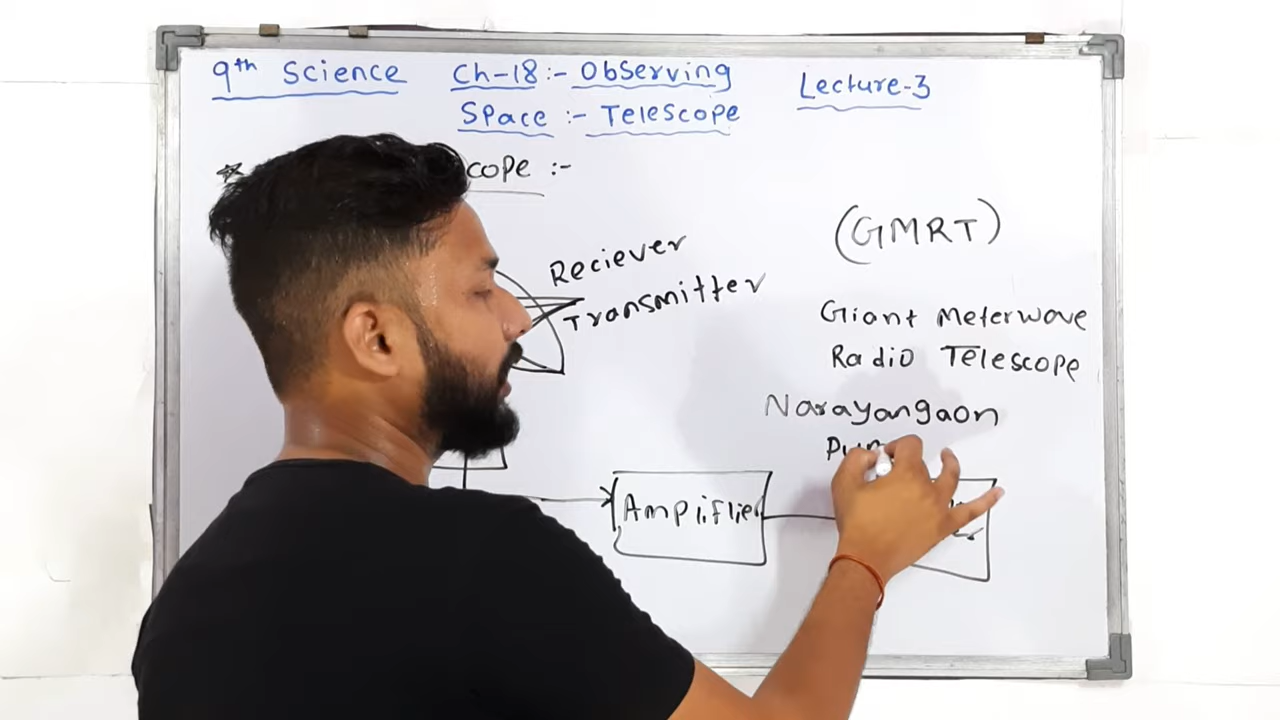 9th Science Ch-18:- Observing Lecture-3
Space :- Telescope
cope :-
(GMRT)
Reciever
Transmitter
Giant Meterwave
Radio Telescope
Narayangaon
Amplifier